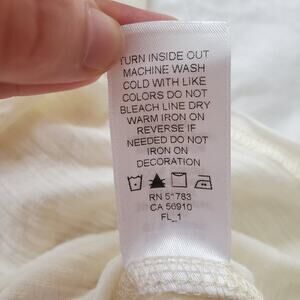 TURN INSIDE OUT
MACHINE WASH
COLD WITH LIKE
COLORS DO NOT
BLEACH LINE DRY
WARM IRON ON
REVERSE IF
NEEDED DO NOT
IRON ON
DECORATION
RN 5*783
CA 56910
FL_1